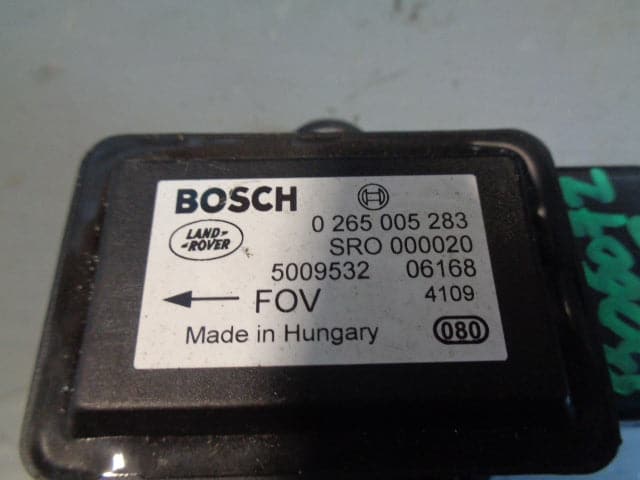 BOSCH
0 265 005 283
LAND-
-ROVER
SRO 000020
5009532 06168
FOV 4109
Made in Hungary 080